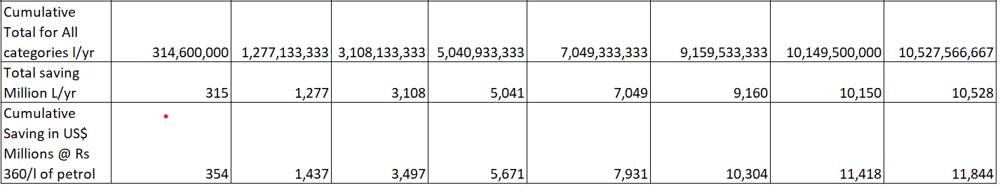 Cumulative
Total for All
categories l/yr 314,600,000 1,277,133,333 3,108,133,333 5,040,933,333 7,049,333,333 9,159,533,333 10,149,500,000 10,527,566,667
Total saving
Million L/yr 315 1,277 3,108 5,041 7,049 9,160 10,150 10,528
Cumulative
Saving in US$
Millions @ Rs
360/l of petrol 354 1,437 3,497 5,671 7,931 10,304 11,418 11,844